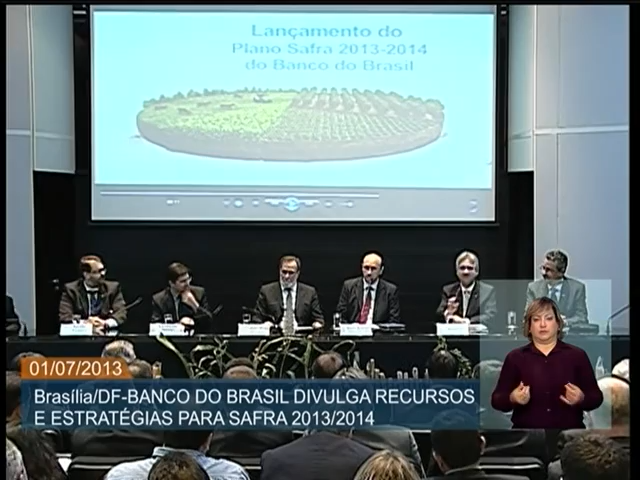 Lançamento do
Plano Safra 2013-2014
do Banco do Brasil
01/07/2013
Brasília/DF-BANCO DO BRASIL DIVULGA RECURSOS
E ESTRATÉGIAS PARA SAFRA 2013/2014